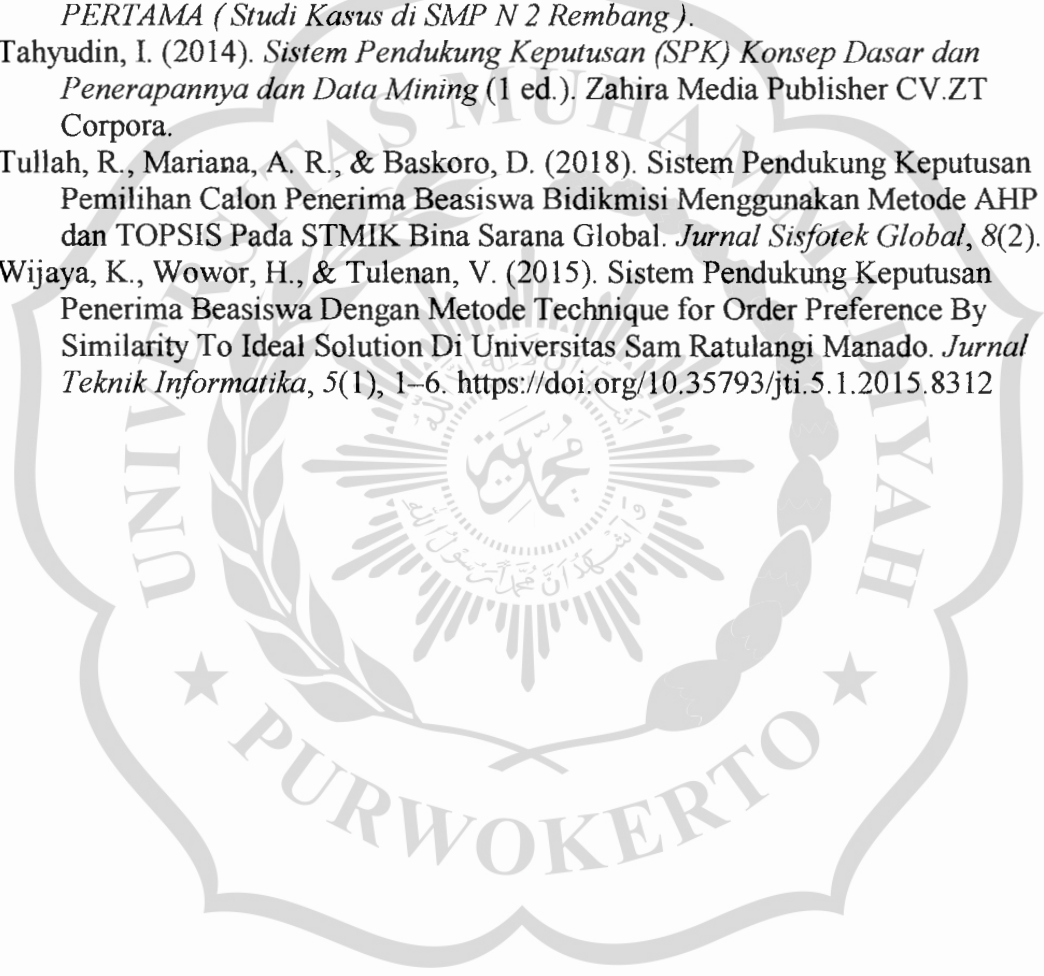 PERTAMA ( Studi Kasus di SMP N 2 Rembang ).
Tahyudin, I. (2014). Sistem Pendukung Keputusan (SPK) Konsep Dasar dan
Penerapannya dan Data Mining (1 ed.). Zahira Media Publisher CV.ZT
Corpora.
Tullah, R., Mariana, A. R., & Baskoro, D. (2018). Sistem Pendukung Keputusan
Pemilihan Calon Penerima Beasiswa Bidikmisi Menggunakan Metode AHP
dan TOPSIS Pada STMIK Bina Sarana Global. Jurnal Sisfotek Global, 8(2).
Wijaya, K., Wowor, H., & Tulenan, V. (2015). Sistem Pendukung Keputusan
Penerima Beasiswa Dengan Metode Technique for Order Preference By
Similarity To Ideal Solution Di Universitas Sam Ratulangi Manado. Jurnal
Teknik Informatika, 5(1), 1–6. https://doi.org/10.35793/jti.5.1.2015.8312
UNIVERSITAS MUHAMMADIYAH
PURWOKERTO